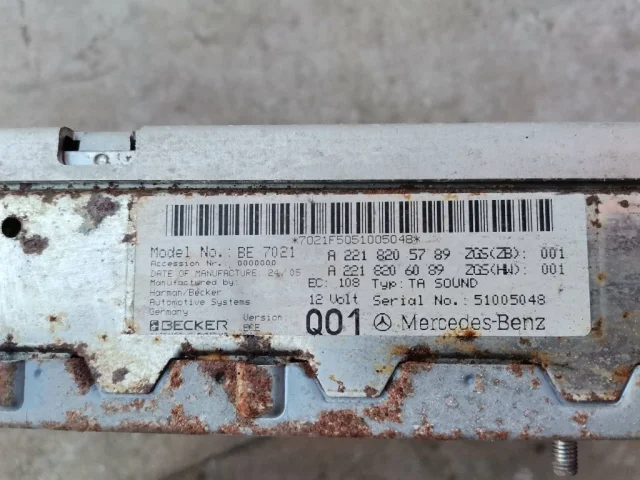 *7021F5051005048*
Model No.: BE 7021 A 221 820 57 89 ZGS(ZB): 001
Accession Nr. 0000000 A 221 820 60 89 ZGS(HW): 001
DATE OF MANUFACTURE: 24/05
Manufactured by: EC: 108 Typ: TA SOUND
Harman/Becker
Automotive Systems 12 Volt Serial No.: 51005048
Germany
BECKER Version Q01 Mercedes-Benz